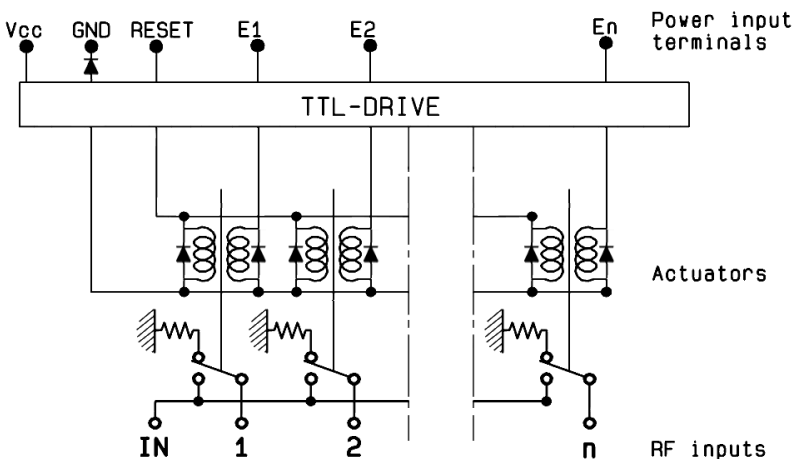 Vcc GND RESET E1 E2 En
Power input
terminals
TTL-DRIVE
Actuators
IN 1 2 n
RF inputs